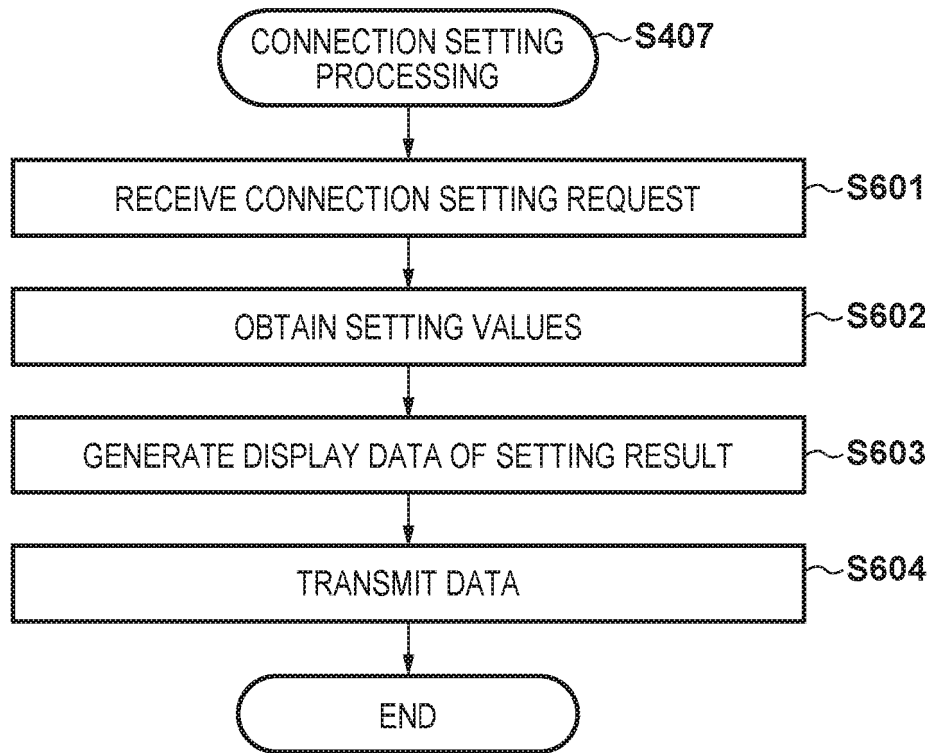 CONNECTION SETTING
PROCESSING
S407
RECEIVE CONNECTION SETTING REQUEST
S601
OBTAIN SETTING VALUES
S602
GENERATE DISPLAY DATA OF SETTING RESULT
S603
TRANSMIT DATA
S604
END